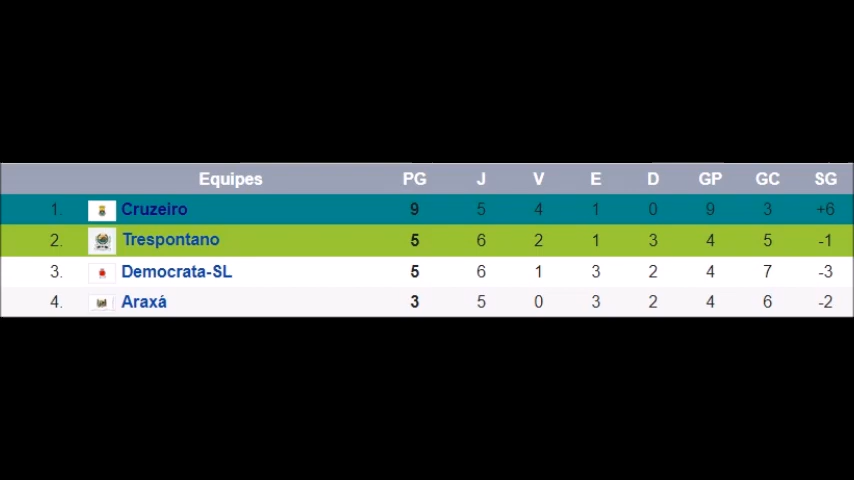 Equipes PG J V E D GP GC SG
1. Cruzeiro 9 5 4 1 0 9 3 +6
2. Trespontano 5 6 2 1 3 4 5 -1
3. Democrata-SL 5 6 1 3 2 4 7 -3
4. Araxá 3 5 0 3 2 4 6 -2